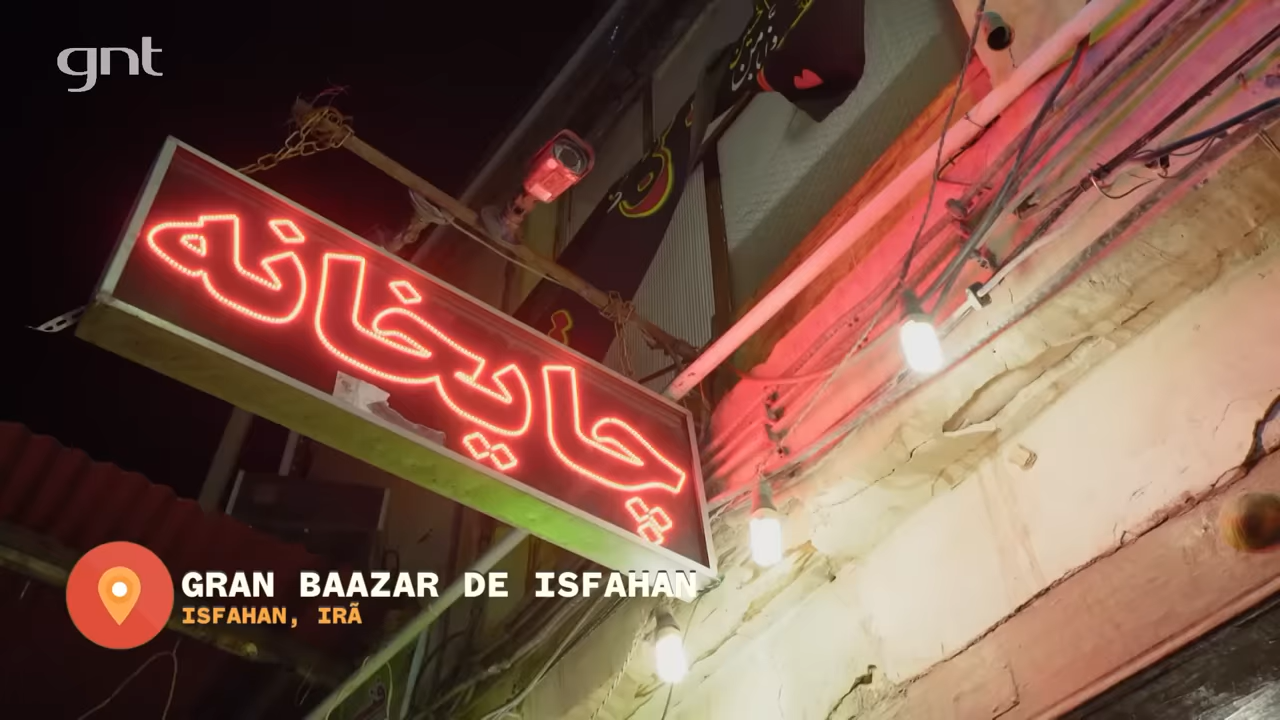 gnt
چایخانه
GRAN BAAZAR DE ISFAHAN
ISFAHAN, IRÃ